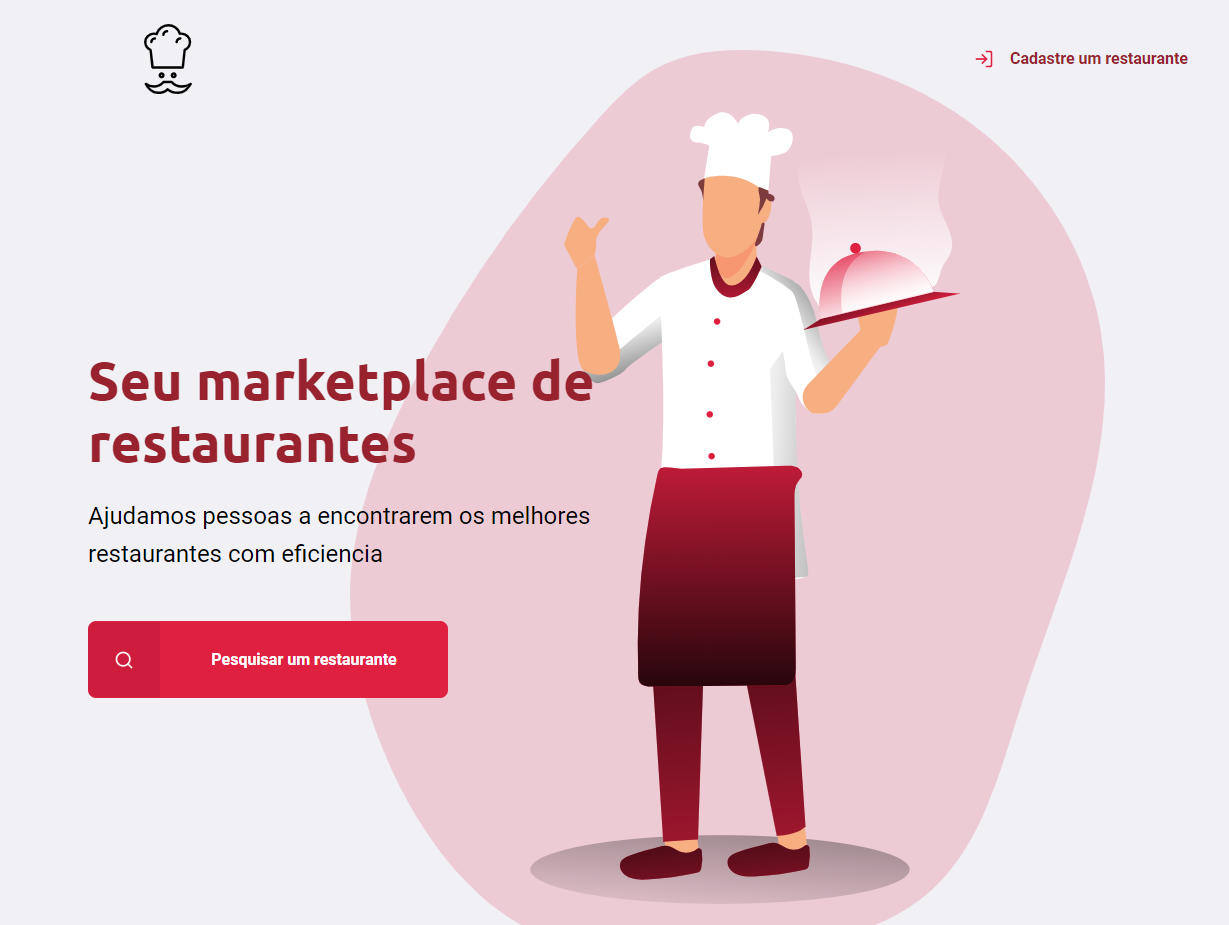 Cadastre um restaurante
Seu marketplace de
restaurantes
Ajudamos pessoas a encontrarem os melhores
restaurantes com eficiencia
Pesquisar um restaurante